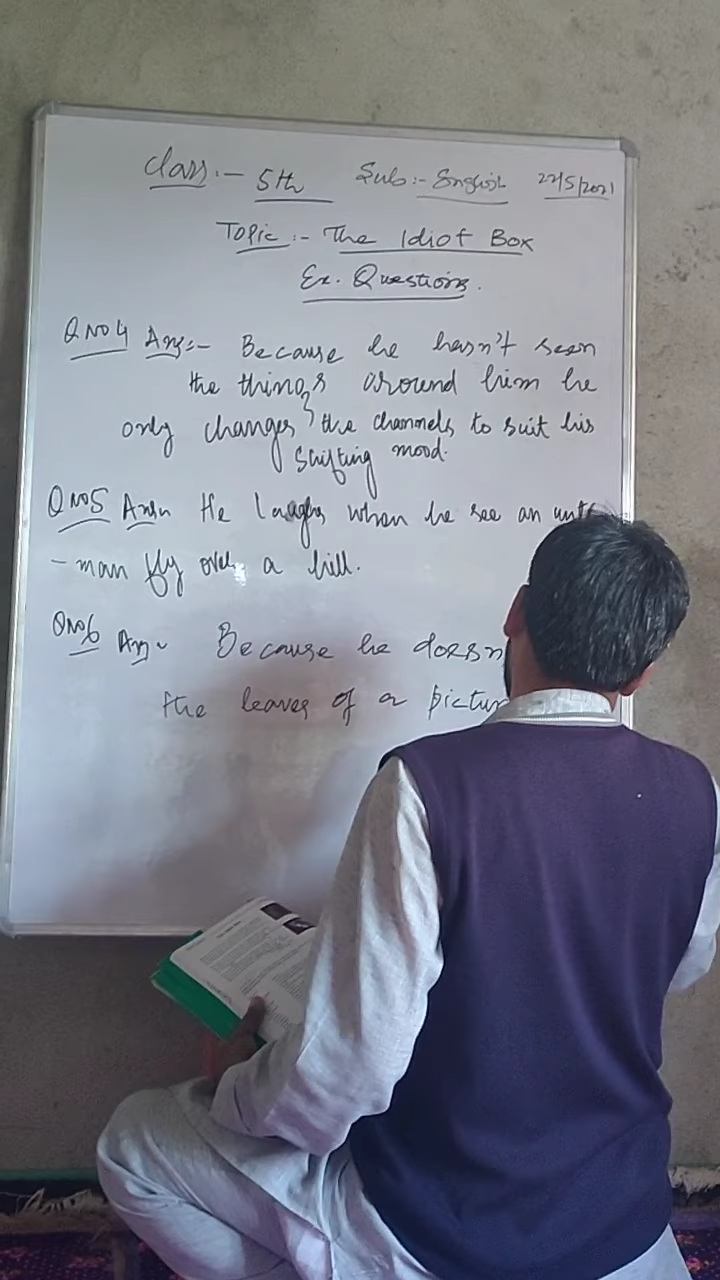 Class:- 5th Sub:- English 22/5/2021
Topic:- The Idiot Box
Ex. Questions.
Q No 4 Ans:- Because he hasn't seen
the things around him he
only changes the channels to suit his
shifting mood.
Q No 5 Ans:- He laughs when he see an
- man fly over a hill.
Q No 6 Ans:- Because he doesn
the leaves of a pictur